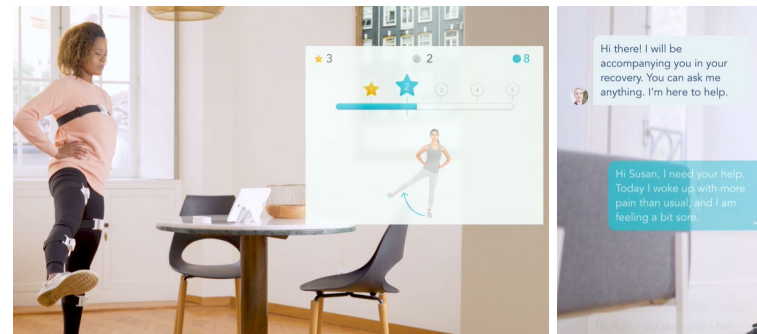 3
2
8
1
2
3
4
5
Hi there! I will be
accompanying you in your
recovery. You can ask me
anything. I'm here to help.
Hi Susan, I need your help.
Today I woke up with more
pain than usual, and I am
feeling a bit sore.